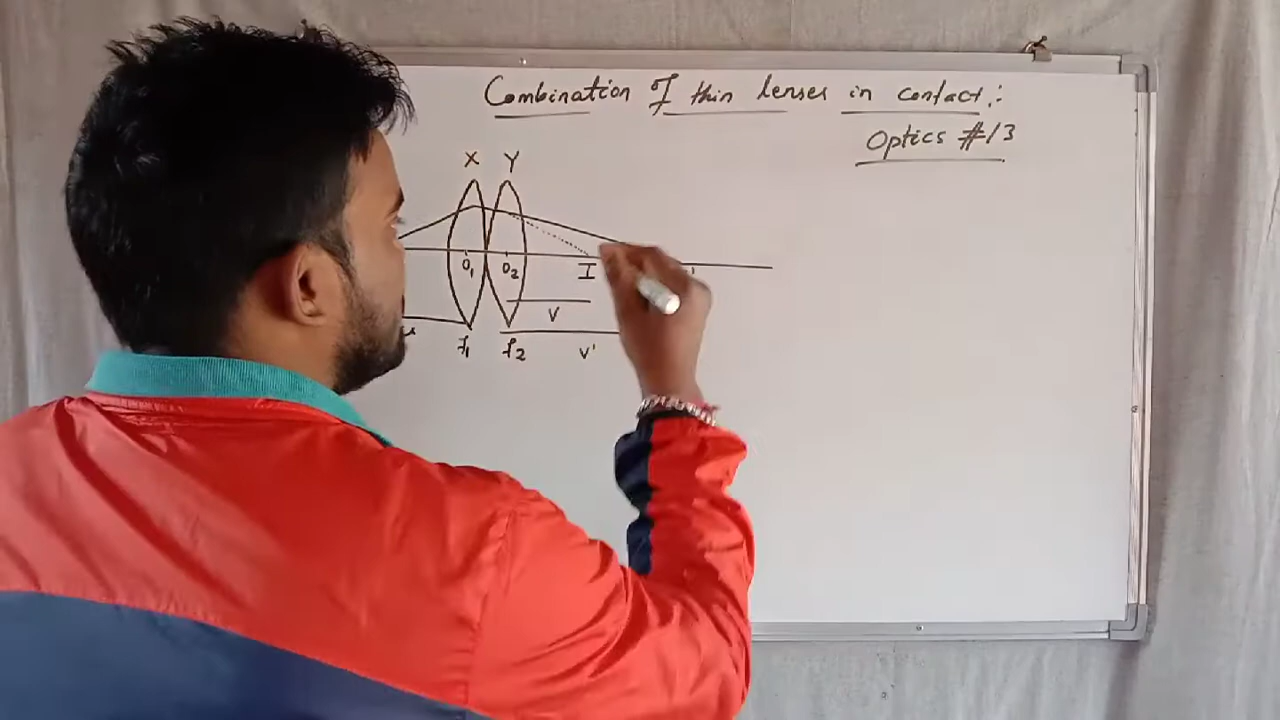 Combination of thin lenses in contact:
Optics #13
X Y
O1 O2 I
V
f1 f2 V'